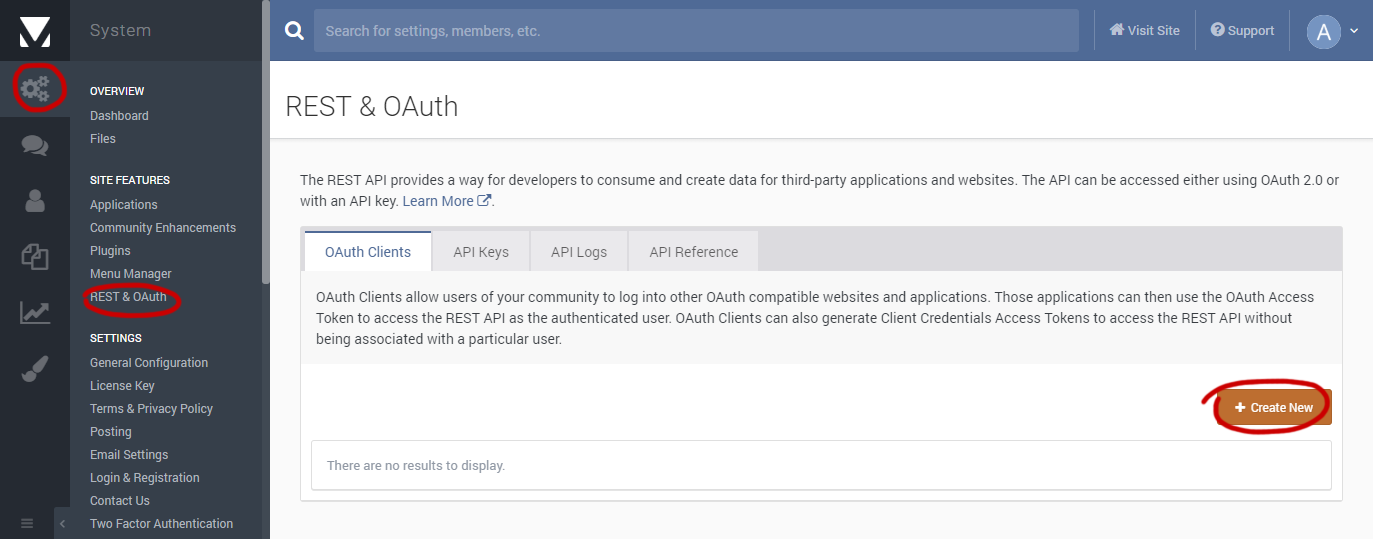 System
Search for settings, members, etc.
Visit Site
Support
A
OVERVIEW
Dashboard
Files
SITE FEATURES
Applications
Community Enhancements
Plugins
Menu Manager
REST & OAuth
SETTINGS
General Configuration
License Key
Terms & Privacy Policy
Posting
Email Settings
Login & Registration
Contact Us
Two Factor Authentication
REST & OAuth
The REST API provides a way for developers to consume and create data for third-party applications and websites. The API can be accessed either using OAuth 2.0 or
with an API key. Learn More.
OAuth Clients
API Keys
API Logs
API Reference
OAuth Clients allow users of your community to log into other OAuth compatible websites and applications. Those applications can then use the OAuth Access
Token to access the REST API as the authenticated user. OAuth Clients can also generate Client Credentials Access Tokens to access the REST API without
being associated with a particular user.
+ Create New
There are no results to display.